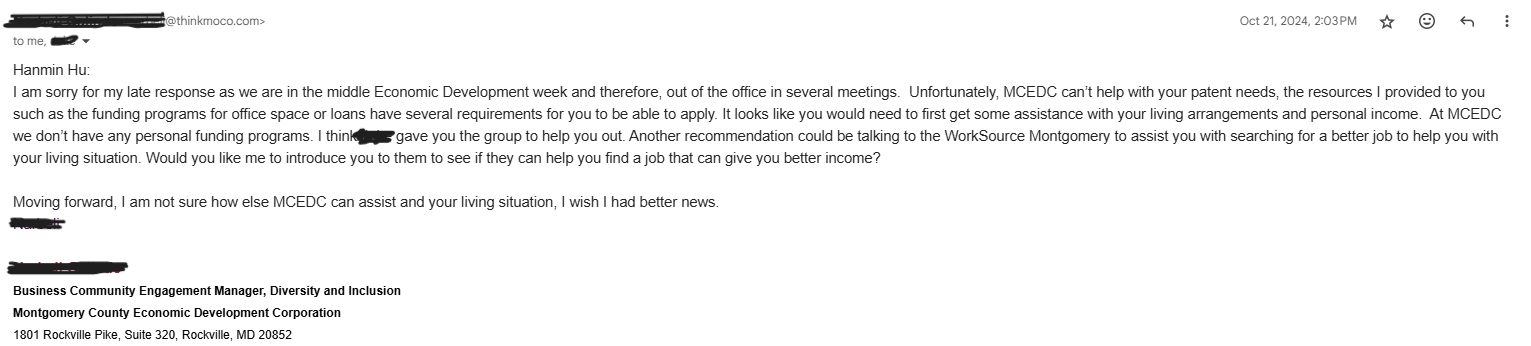 @thinkmoco.com>
Oct 21, 2024, 2:03 PM
to me,
Hanmin Hu:
I am sorry for my late response as we are in the middle Economic Development week and therefore, out of the office in several meetings.  Unfortunately, MCEDC can’t help with your patent needs, the resources I provided to you
such as the funding programs for office space or loans have several requirements for you to be able to apply. It looks like you would need to first get some assistance with your living arrangements and personal income.  At MCEDC
we don’t have any personal funding programs. I think gave you the group to help you out. Another recommendation could be talking to the WorkSource Montgomery to assist you with searching for a better job to help you with
your living situation. Would you like me to introduce you to them to see if they can help you find a job that can give you better income?
Moving forward, I am not sure how else MCEDC can assist and your living situation, I wish I had better news.
Business Community Engagement Manager, Diversity and Inclusion
Montgomery County Economic Development Corporation
1801 Rockville Pike, Suite 320, Rockville, MD 20852